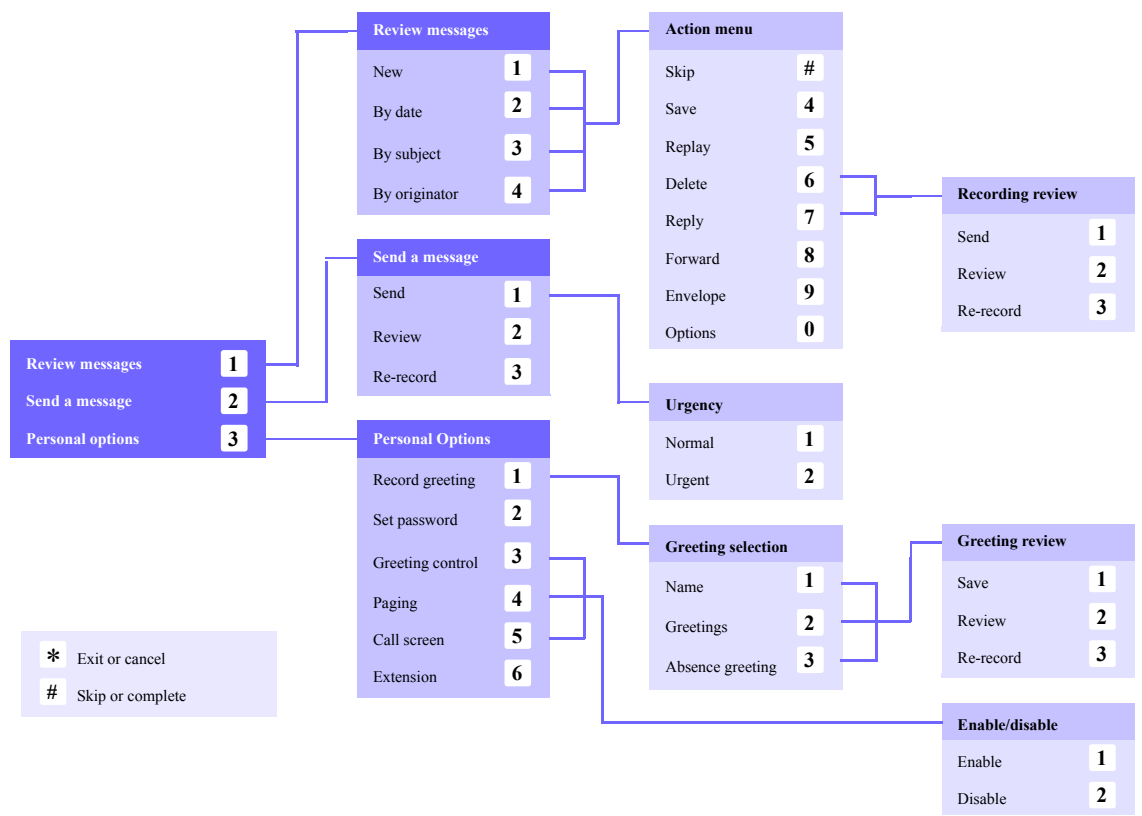 Review messages 1
Send a message 2
Personal options 3
* Exit or cancel
# Skip or complete
Review messages
New 1
By date 2
By subject 3
By originator 4
Send a message
Send 1
Review 2
Re-record 3
Personal Options
Record greeting 1
Set password 2
Greeting control 3
Paging 4
Call screen 5
Extension 6
Action menu
Skip #
Save 4
Replay 5
Delete 6
Reply 7
Forward 8
Envelope 9
Options 0
Urgency
Normal 1
Urgent 2
Greeting selection
Name 1
Greetings 2
Absence greeting 3
Recording review
Send 1
Review 2
Re-record 3
Greeting review
Save 1
Review 2
Re-record 3
Enable/disable
Enable 1
Disable 2